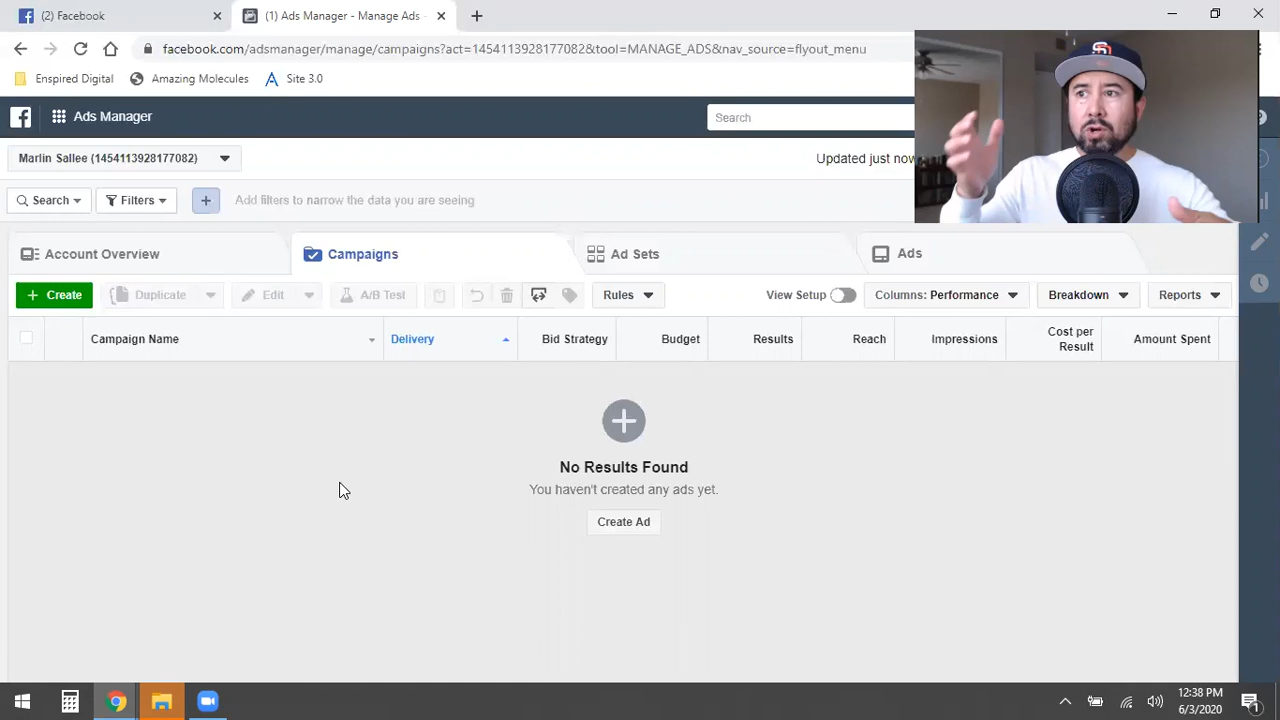 (2) Facebook
(1) Ads Manager - Manage Ads -
facebook.com/adsmanager/manage/campaigns?act=1454113928177082&tool=MANAGE_ADS&nav_source=flyout_menu
Enspired Digital
Amazing Molecules
Site 3.0
Ads Manager
Search
Marlin Sallee (1454113928177082)
Updated just now
Search
Filters
Add filters to narrow the data you are seeing
Account Overview
Campaigns
Ad Sets
Ads
Create
Duplicate
Edit
A/B Test
Rules
View Setup
Columns: Performance
Breakdown
Reports
Campaign Name
Delivery
Bid Strategy
Budget
Results
Reach
Impressions
Cost per
Result
Amount Spent
No Results Found
You haven't created any ads yet.
Create Ad
12:38 PM
6/3/2020
1